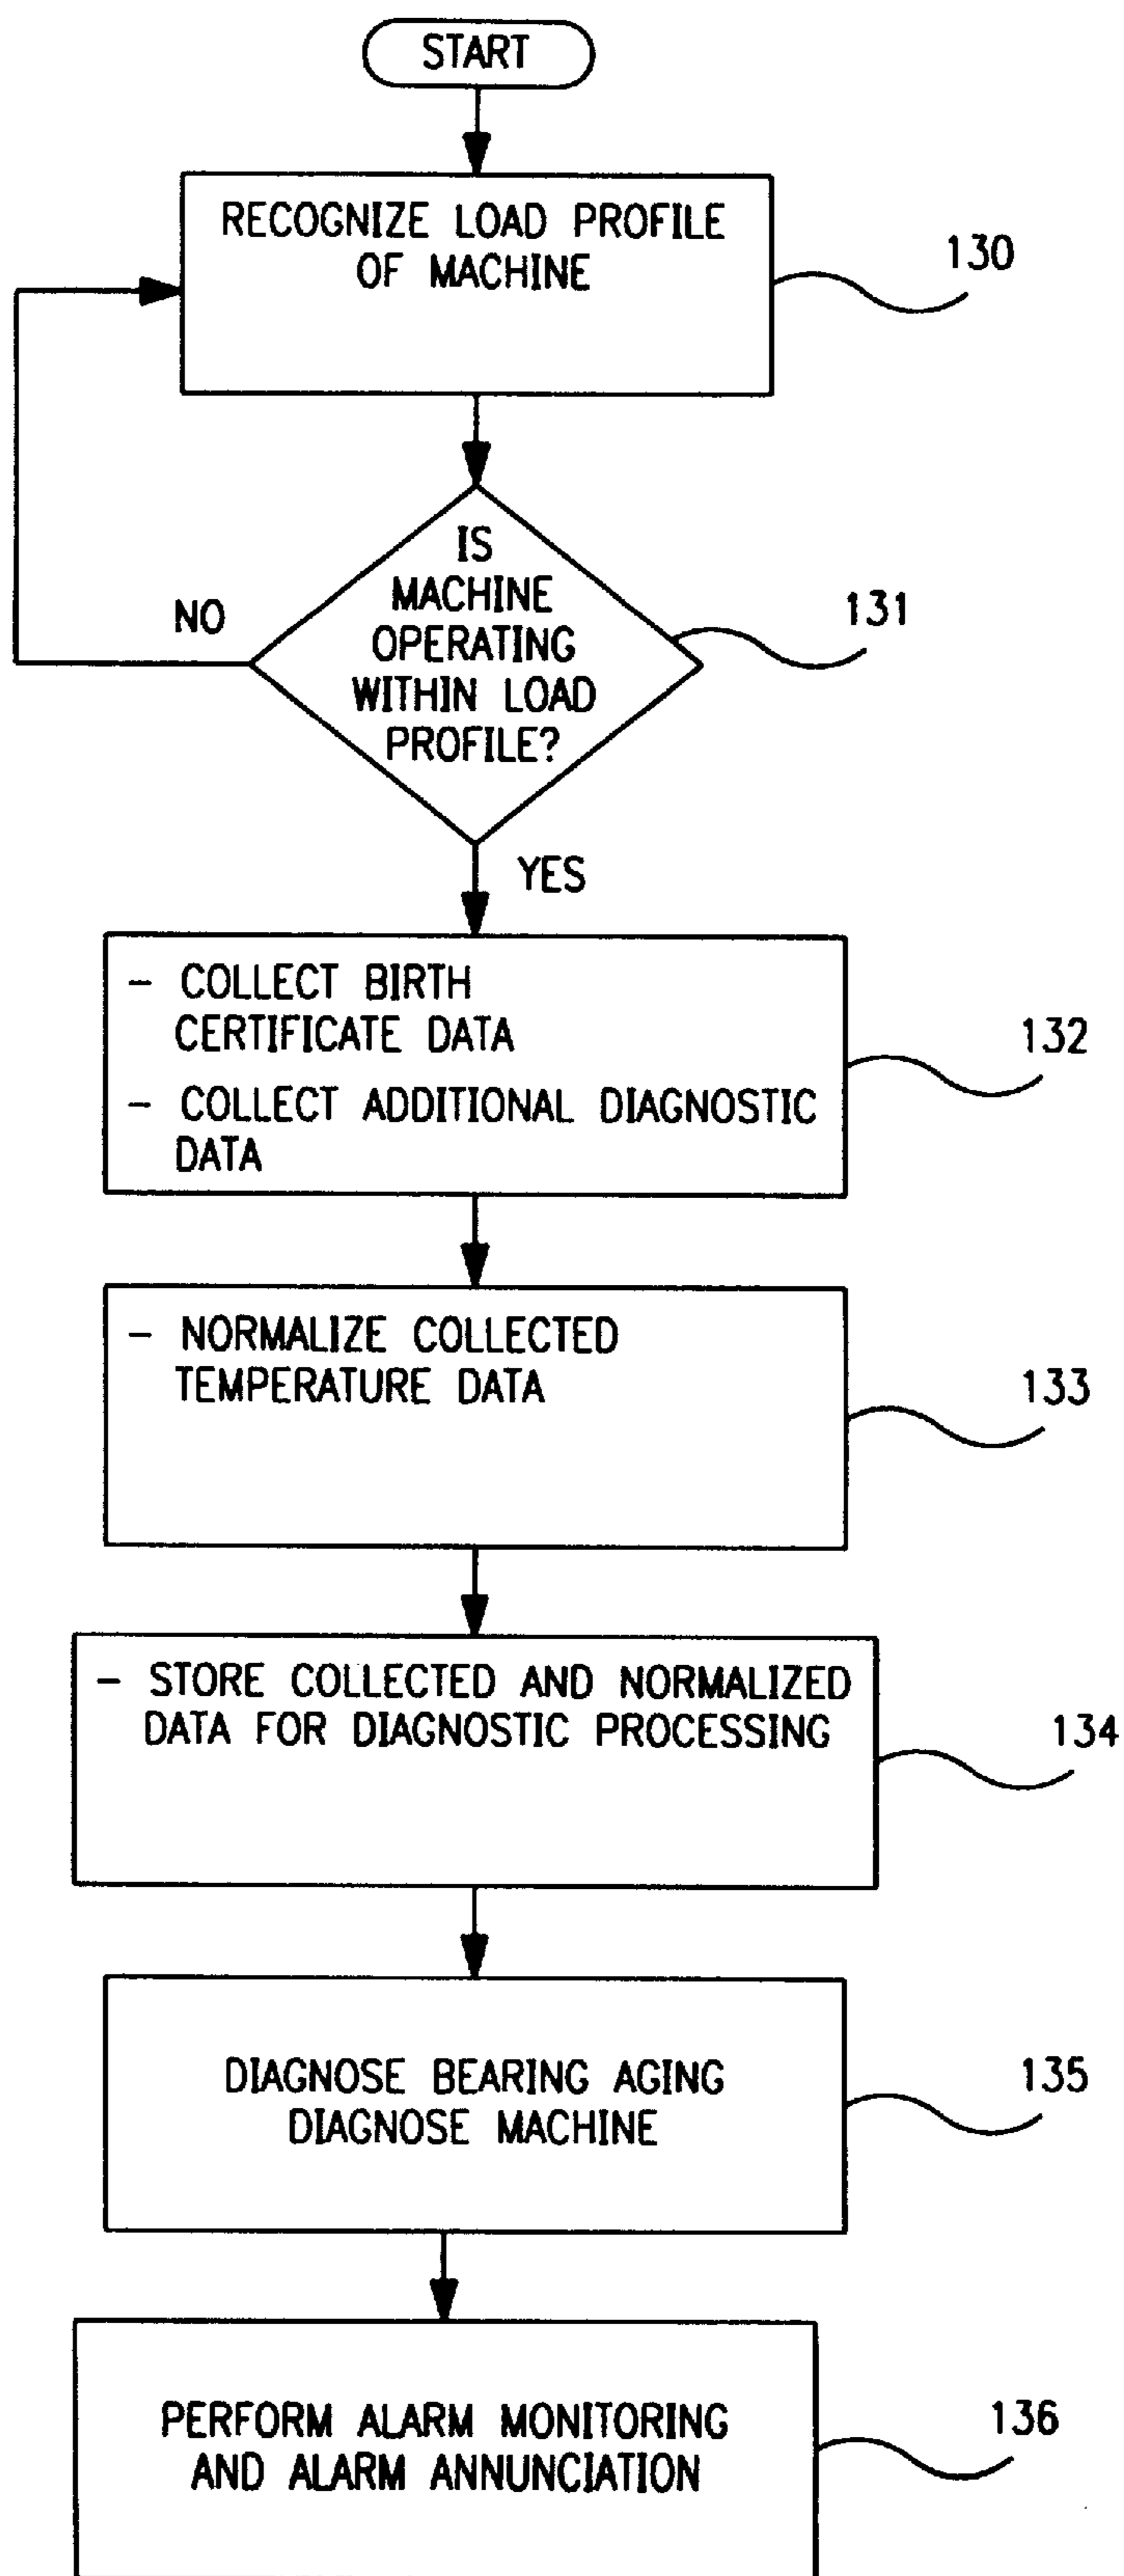 START
RECOGNIZE LOAD PROFILE
OF MACHINE
130
IS
MACHINE
OPERATING
WITHIN LOAD
PROFILE?
131
NO
YES
- COLLECT BIRTH
CERTIFICATE DATA
- COLLECT ADDITIONAL DIAGNOSTIC
DATA
132
- NORMALIZE COLLECTED
TEMPERATURE DATA
133
- STORE COLLECTED AND NORMALIZED
DATA FOR DIAGNOSTIC PROCESSING
134
DIAGNOSE BEARING AGING
DIAGNOSE MACHINE
135
PERFORM ALARM MONITORING
AND ALARM ANNUNCIATION
136